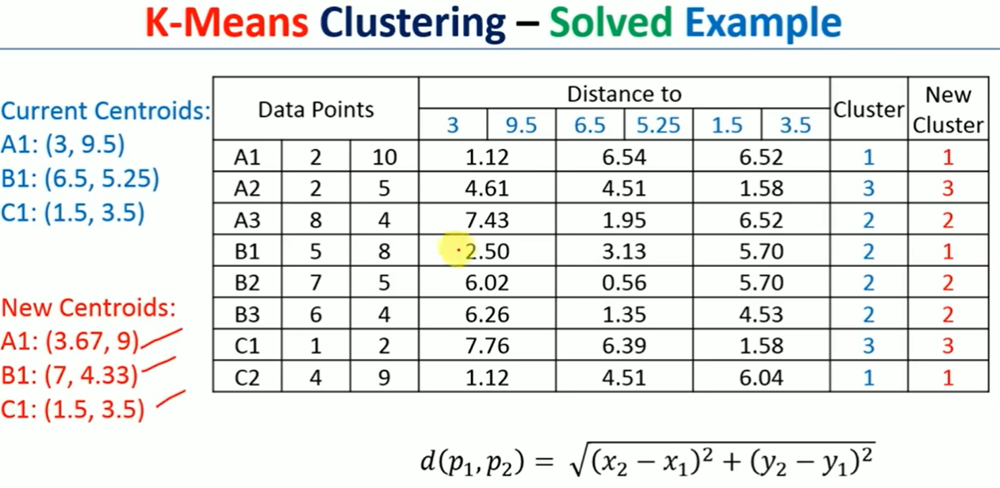 K-Means Clustering – Solved Example
Current Centroids:
A1: (3, 9.5)
B1: (6.5, 5.25)
C1: (1.5, 3.5)
New Centroids:
A1: (3.67, 9)
B1: (7, 4.33)
C1: (1.5, 3.5)
Data Points Distance to Cluster New Cluster
3 9.5 6.5 5.25 1.5 3.5
A1 2 10 1.12 6.54 6.52 1 1
A2 2 5 4.61 4.51 1.58 3 3
A3 8 4 7.43 1.95 6.52 2 2
B1 5 8 2.50 3.13 5.70 2 1
B2 7 5 6.02 0.56 5.70 2 2
B3 6 4 6.26 1.35 4.53 2 2
C1 1 2 7.76 6.39 1.58 3 3
C2 4 9 1.12 4.51 6.04 1 1
d(p₁, p₂) = √(x₂ − x₁)² + (y₂ − y₁)²